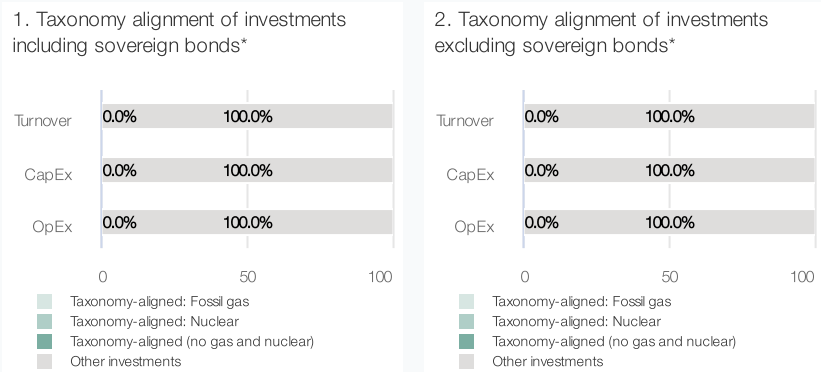 1. Taxonomy alignment of investments
including sovereign bonds*
Turnover
0.0%
100.0%
CapEx
0.0%
100.0%
OpEx
0.0%
100.0%
0
50
100
Taxonomy-aligned: Fossil gas
Taxonomy-aligned: Nuclear
Taxonomy-aligned (no gas and nuclear)
Other investments
2. Taxonomy alignment of investments
excluding sovereign bonds*
Turnover
0.0%
100.0%
CapEx
0.0%
100.0%
OpEx
0.0%
100.0%
0
50
100
Taxonomy-aligned: Fossil gas
Taxonomy-aligned: Nuclear
Taxonomy-aligned (no gas and nuclear)
Other investments